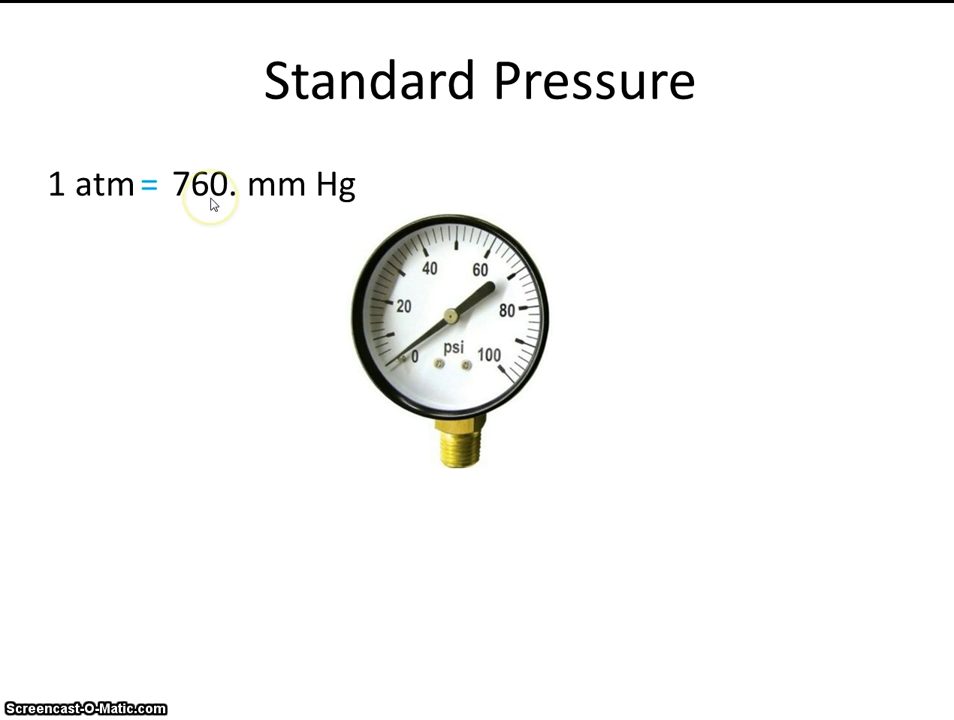 Standard Pressure
1 atm = 760. mm Hg
40 60
20 80
0 psi 100
Screencast-O-Matic.com